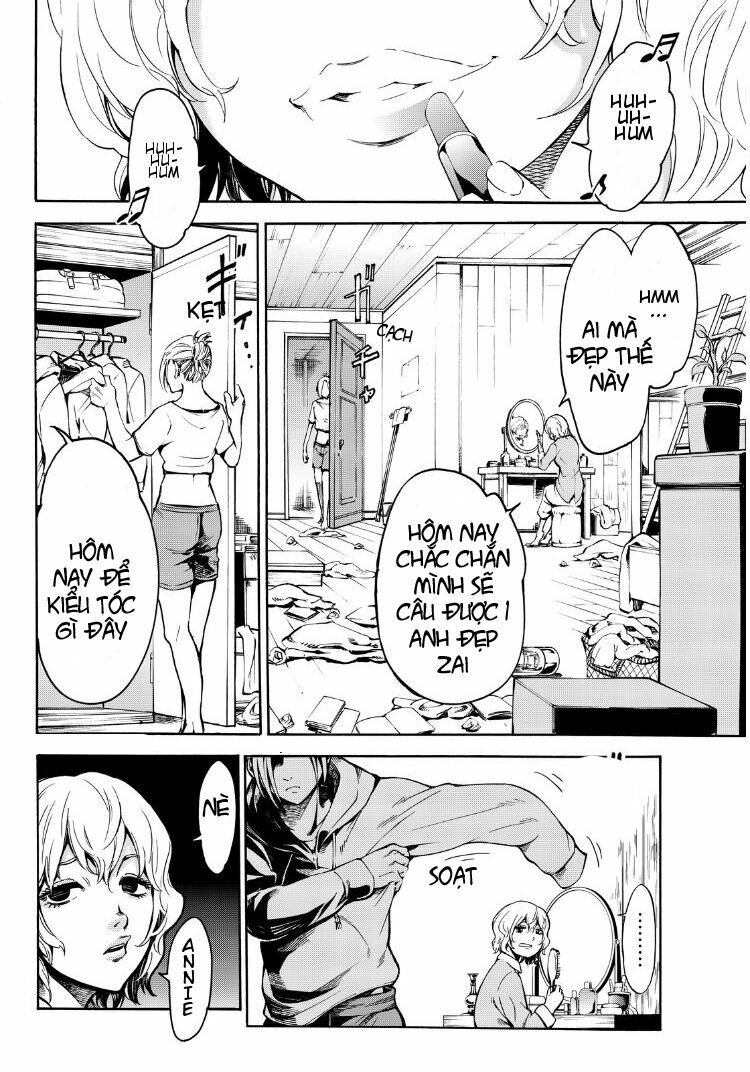 HUH-
UH-
HUM
HUH-
HU-
HUM
HMM
...
AI MÀ
ĐẸP THẾ
NÀY
CẠCH
HÔM NAY
CHẮC CHẮN
MÌNH SẼ
CÂU ĐƯỢC 1
ANH ĐẸP
ZAI
KẸT
HÔM
NAY ĐỂ
KIỂU TÓC
GÌ ĐÂY
.........
SOẠT
NÈ
ANNIE